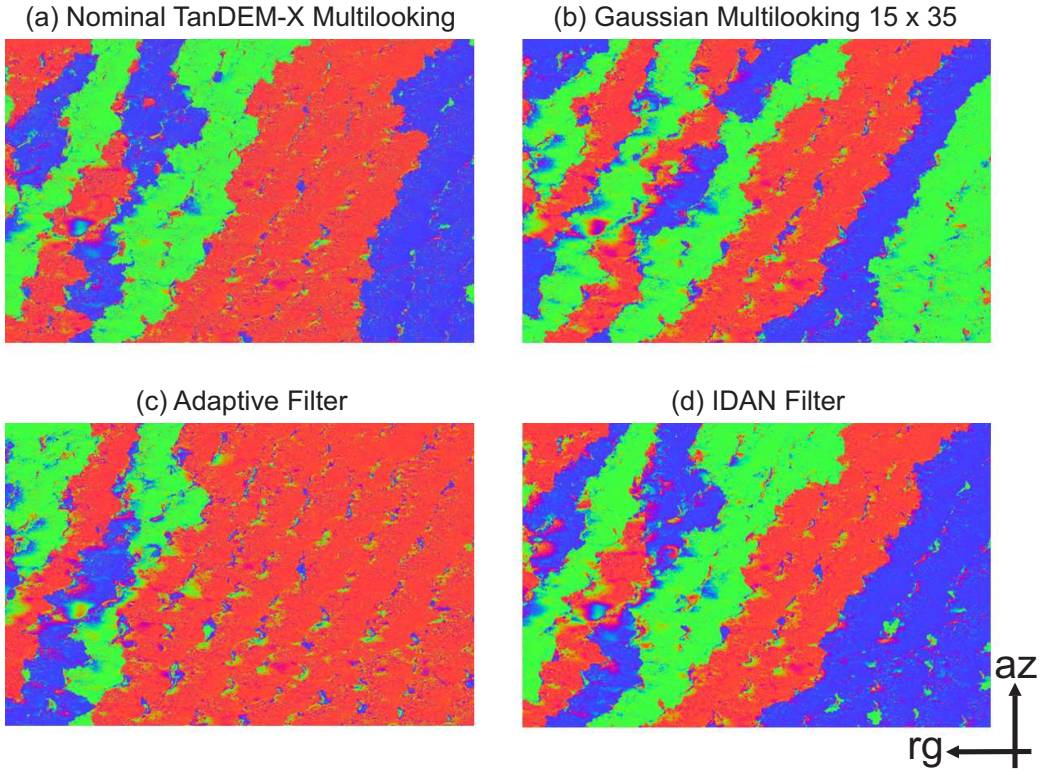 (a) Nominal TanDEM-X Multilooking
(b) Gaussian Multilooking 15 x 35
(c) Adaptive Filter
(d) IDAN Filter
az
rg